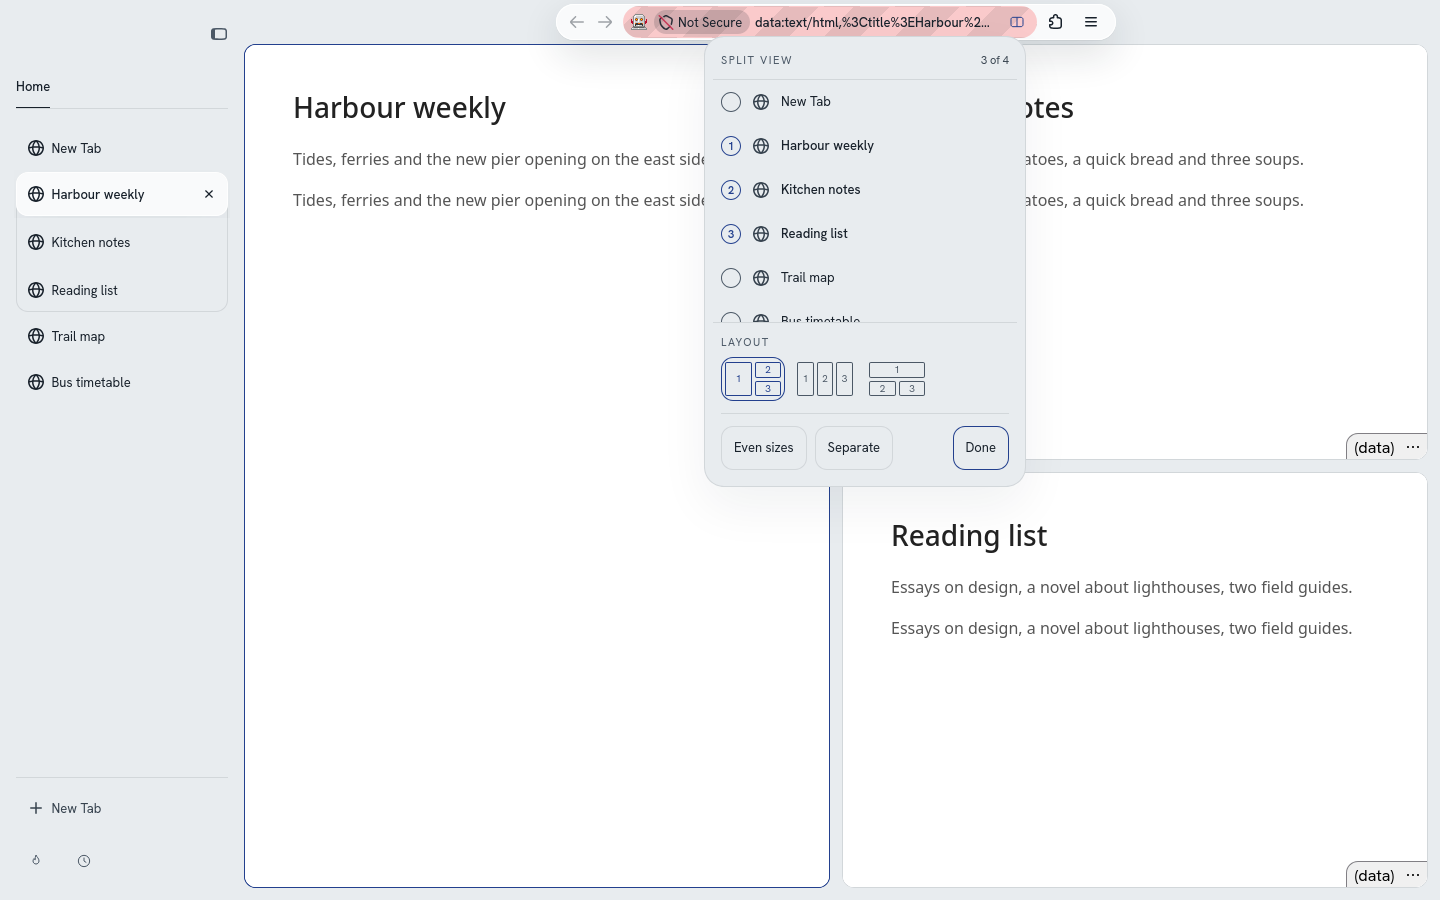 Not Secure
data:text/html,%3Ctitle%3EHarbour%2...
Home
New Tab
Harbour weekly
Kitchen notes
Reading list
Trail map
Bus timetable
New Tab
Harbour weekly
Tides, ferries and the new pier opening on the east side
Tides, ferries and the new pier opening on the east side
SPLIT VIEW
3 of 4
New Tab
1 Harbour weekly
2 Kitchen notes
3 Reading list
Trail map
Bus timetable
LAYOUT
1 2 3
1 2 3
1 2 3
Even sizes
Separate
Done
a quick bread and three soups.
a quick bread and three soups.
(data) ...
Reading list
Essays on design, a novel about lighthouses, two field guides.
Essays on design, a novel about lighthouses, two field guides.
(data) ...